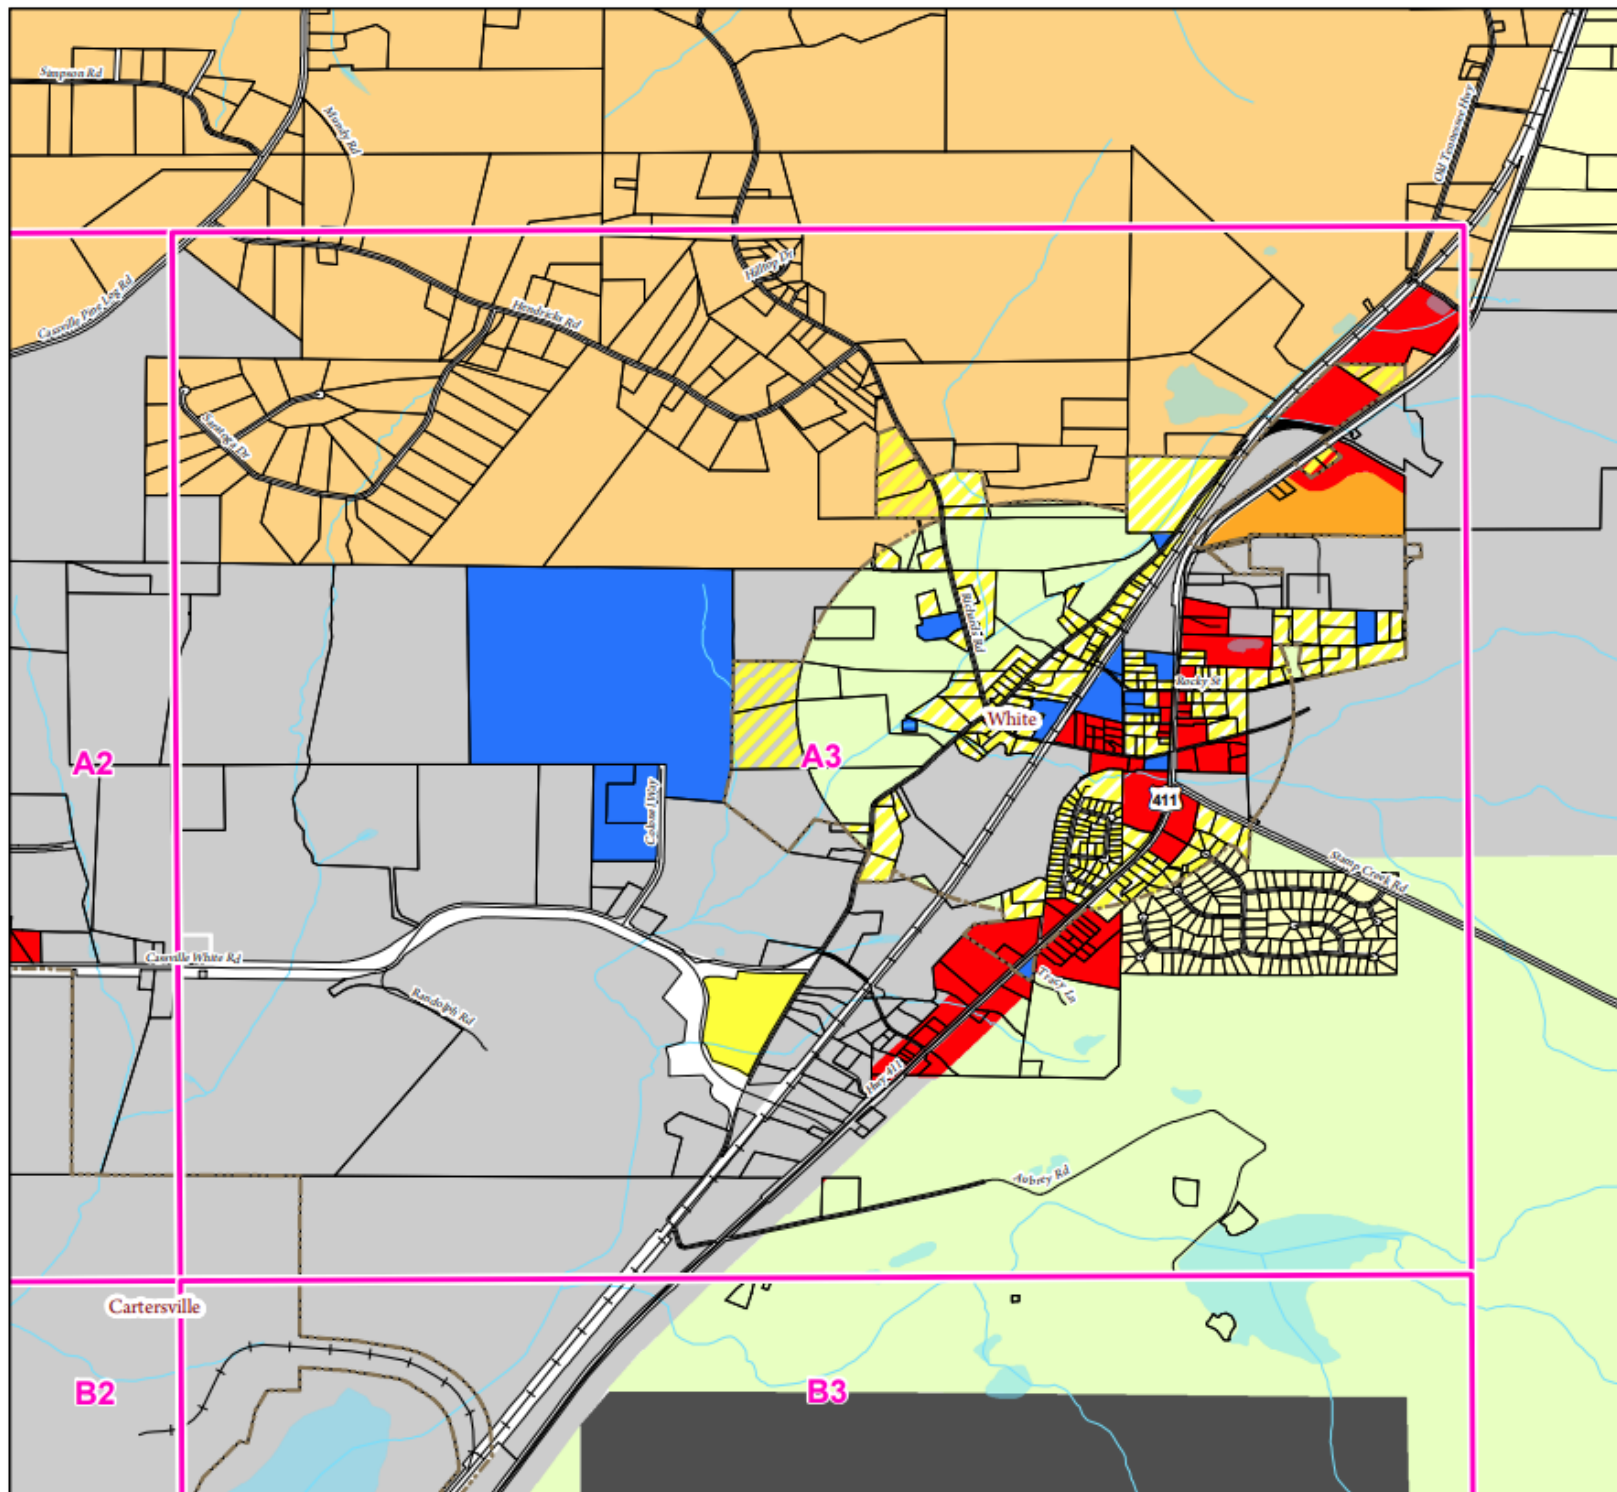 Simpson Rd
Mundy Rd
Old Tennessee Hwy
Cassville Pine Log Rd
Hilltop Dr
Hendricks Rd
Saratoga Dr
Richards Rd
Rocky St
White
A2
A3
411
Colonel Way
Stamp Creek Rd
Cassville White Rd
Randolph Rd
Tracy Ln
Hwy 411
Aubrey Rd
Cartersville
B2
B3